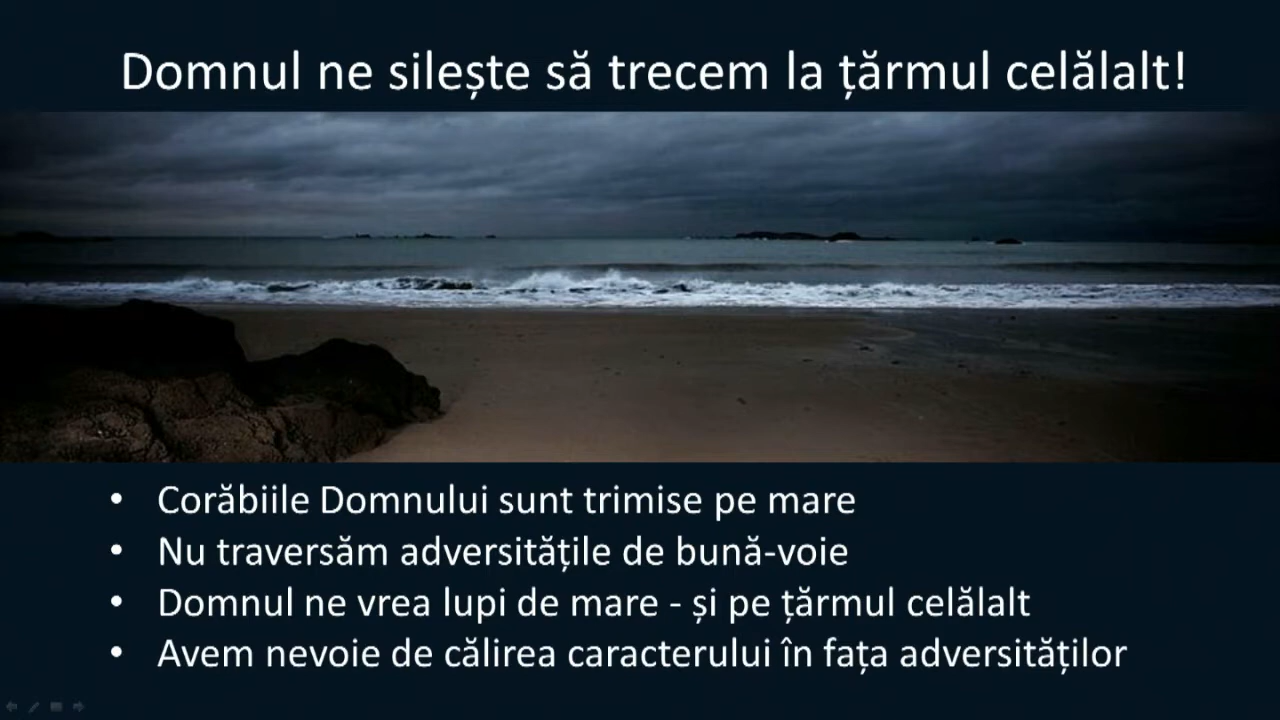 Domnul ne silește să trecem la țărmul celălalt!
• Corăbiile Domnului sunt trimise pe mare
• Nu traversăm adversitățile de bună-voie
• Domnul ne vrea lupi de mare - și pe țărmul celălalt
• Avem nevoie de călirea caracterului în fața adversităților